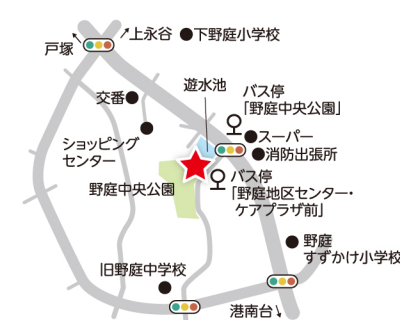 上永谷
下野庭小学校
戸塚
遊水池
バス停
「野庭中央公園」
交番
スーパー
消防出張所
ショッピング
センター
野庭中央公園
バス停
「野庭地区センター・
ケアプラザ前」
野庭
すずかけ小学校
旧野庭中学校
港南台